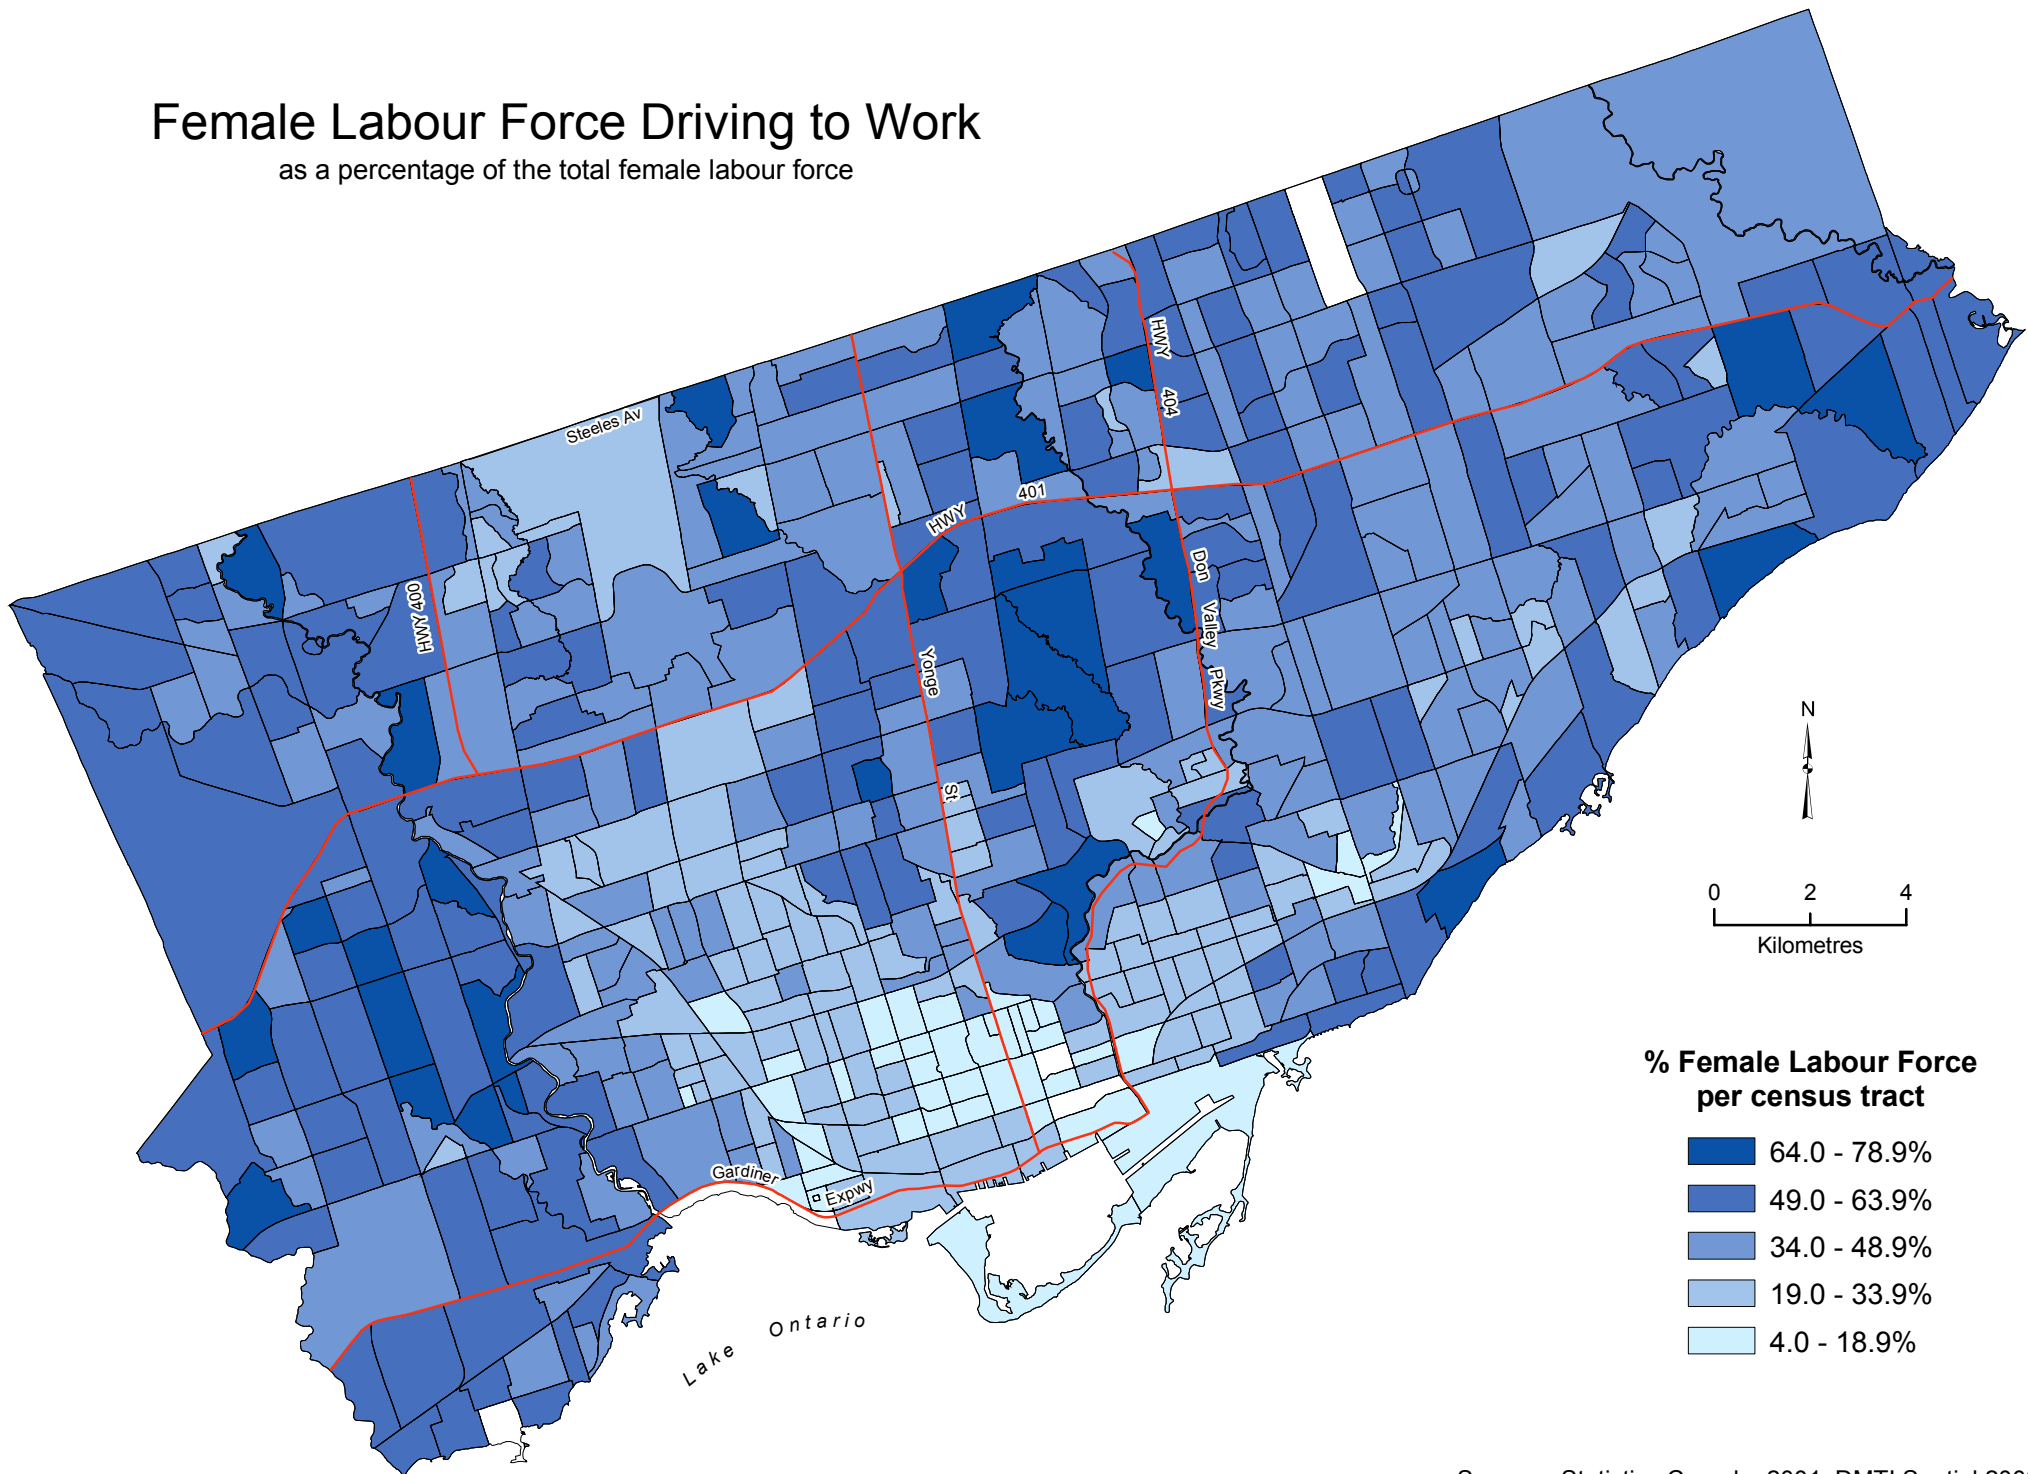 Female Labour Force Driving to Work
as a percentage of the total female labour force
Steeles Av
HWY 400
HWY
401
HWY
404
Don
Valley
Pkwy
Yonge
St
Gardiner
Expwy
Lake Ontario
N
0 2 4
Kilometres
% Female Labour Force
per census tract
64.0 - 78.9%
49.0 - 63.9%
34.0 - 48.9%
19.0 - 33.9%
4.0 - 18.9%